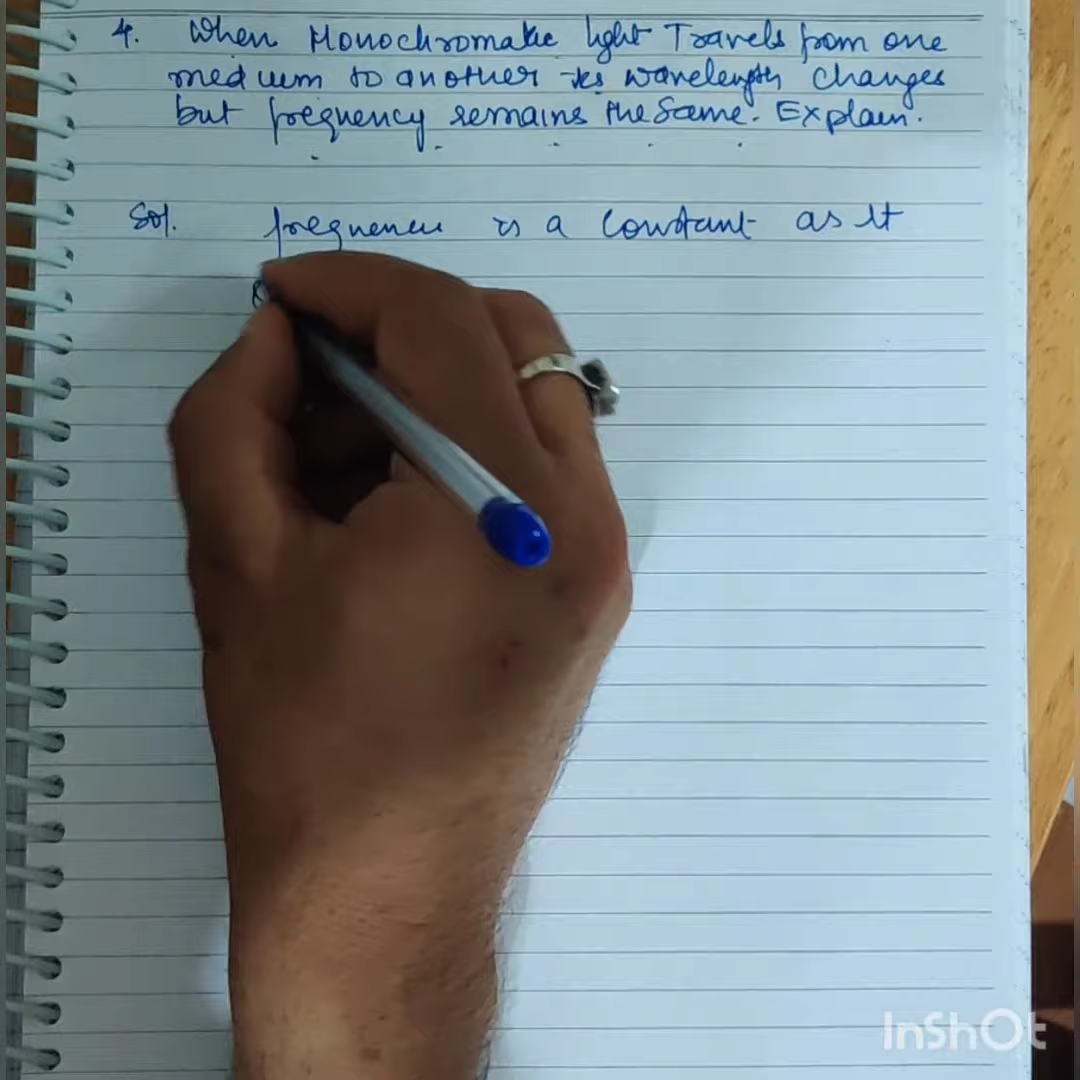 4. When Monochromatic light Travels from one
medium to another its wavelength changes
but frequency remains the same. Explain.
Sol. frequency is a constant as it
InShOt